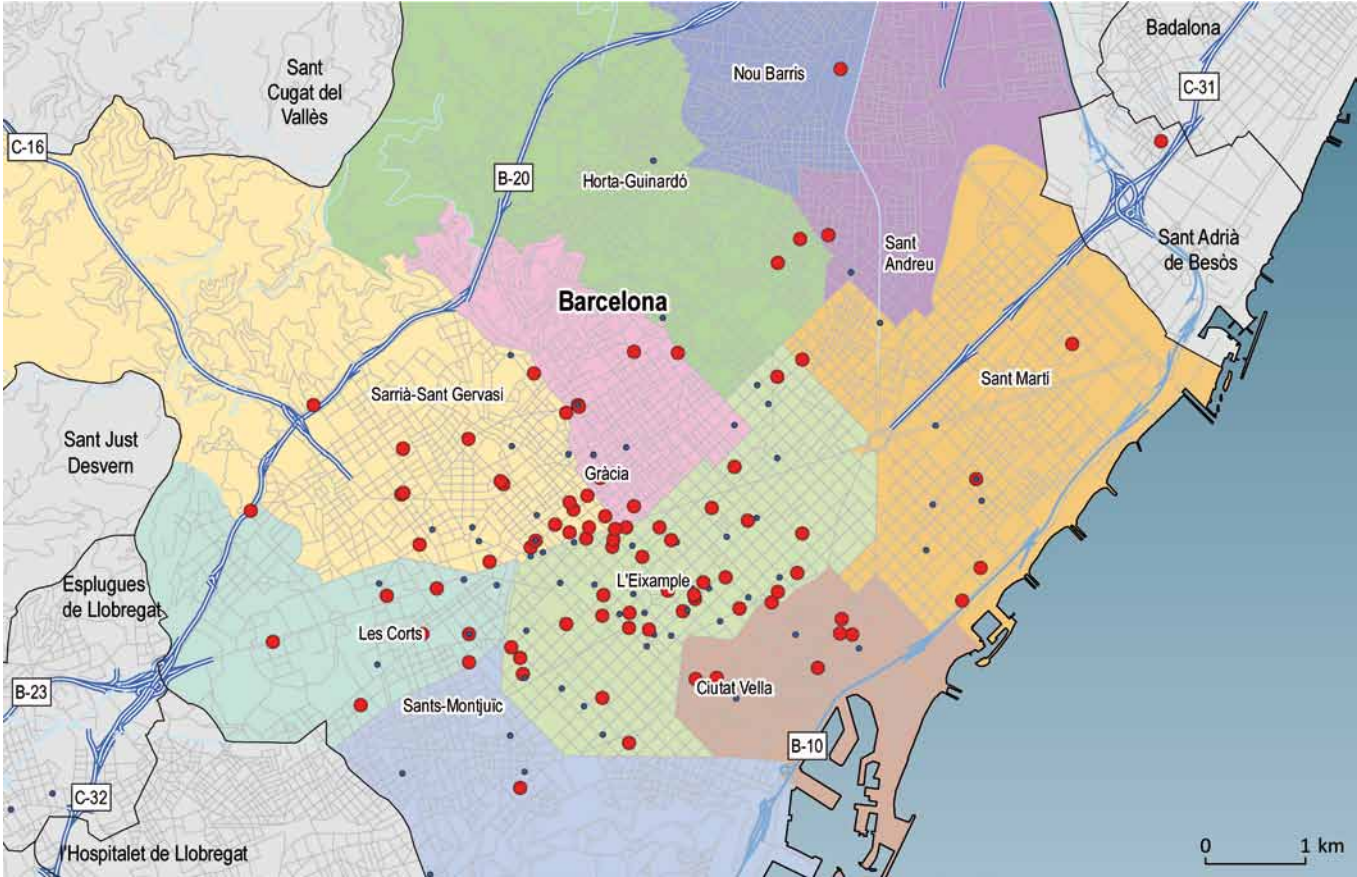 Badalona
Nou Barris
Sant
Cugat del
Vallès
C-31
C-16
B-20
Horta-Guinardó
Sant
Andreu
Sant Adrià
de Besòs
Barcelona
Sarrià-Sant Gervasi
Sant Martí
Sant Just
Desvern
Gràcia
Esplugues
de Llobregat
L'Eixample
Les Corts
B-23
Ciutat Vella
Sants-Montjuïc
B-10
C-32
l'Hospitalet de Llobregat
0 1 km